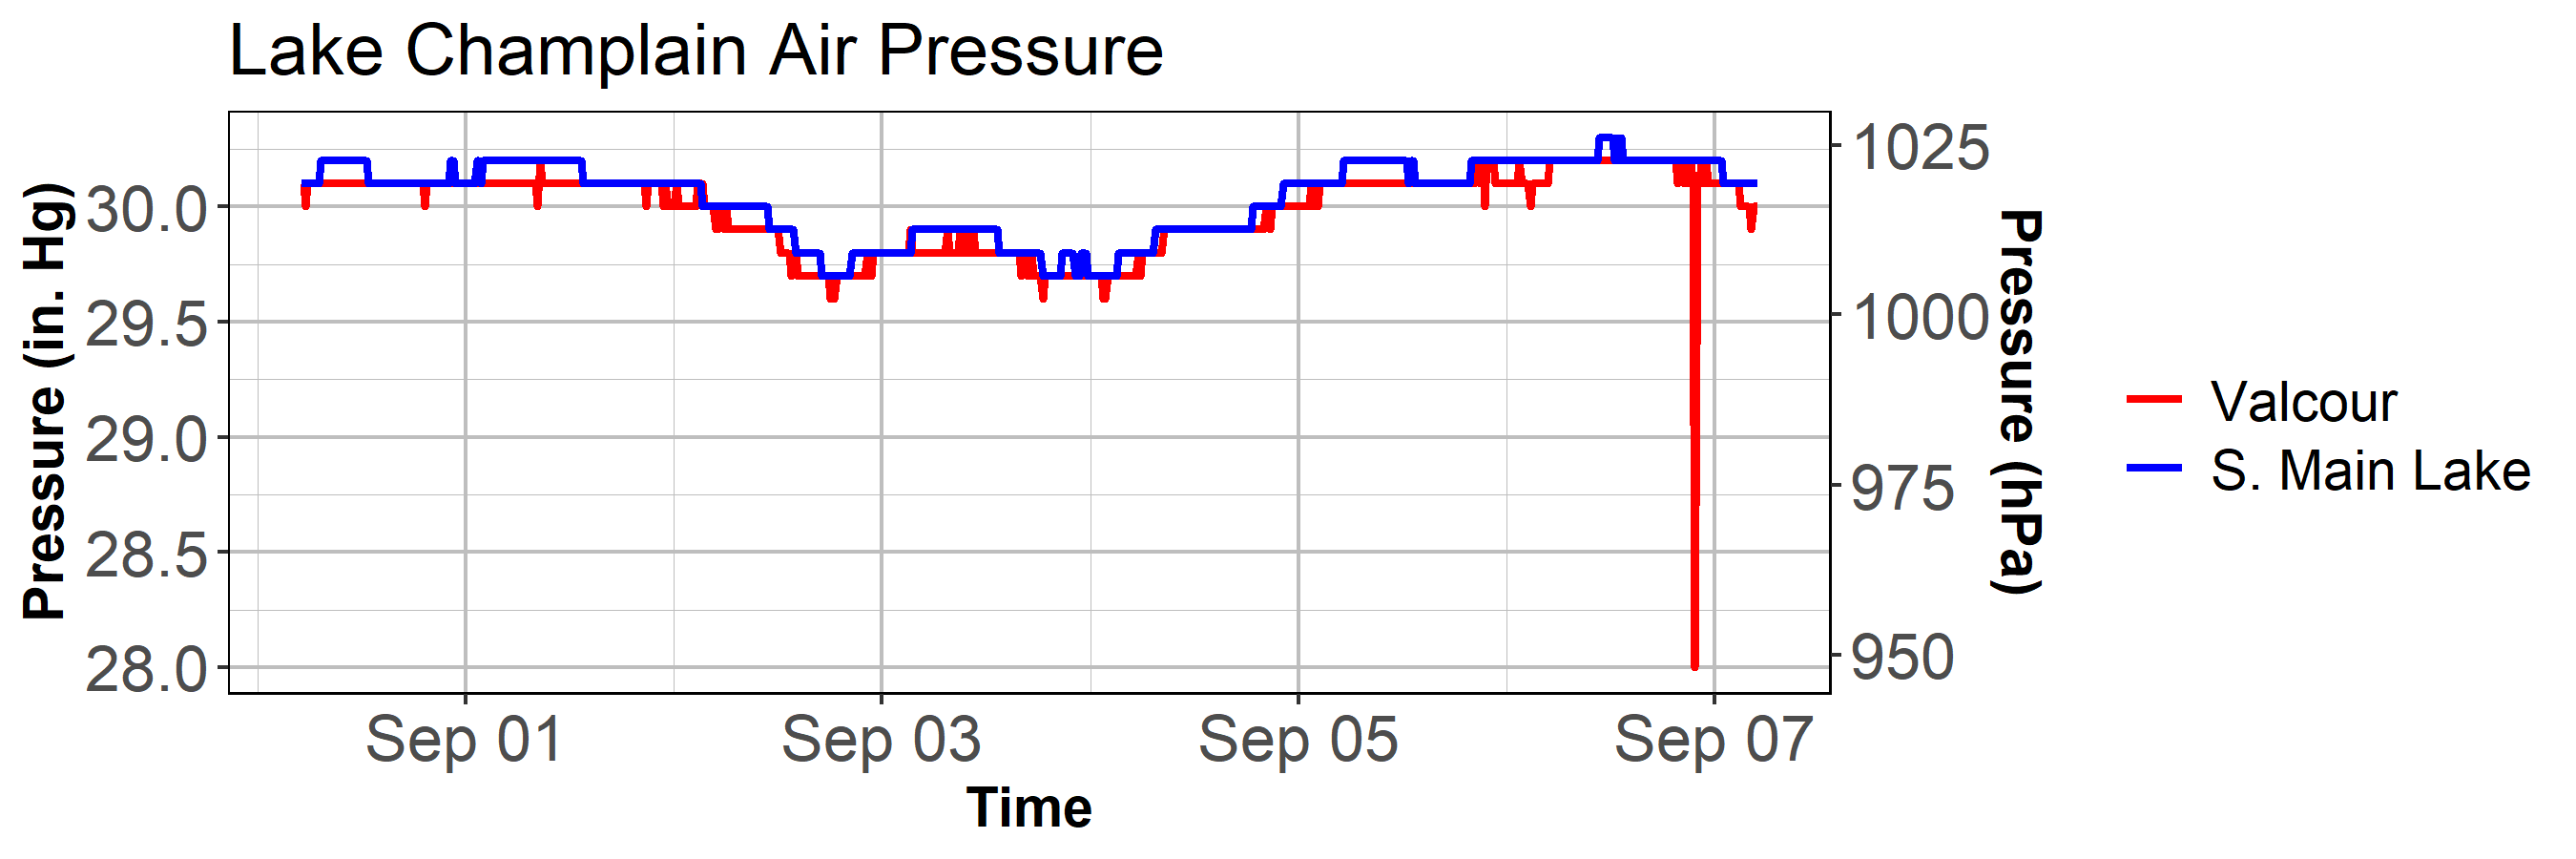 Lake Champlain Air Pressure
Pressure (in. Hg)
30.0
29.5
29.0
28.5
28.0
1025
1000
975
950
Pressure (hPa)
Sep 01
Sep 03
Sep 05
Sep 07
Time
Valcour
S. Main Lake